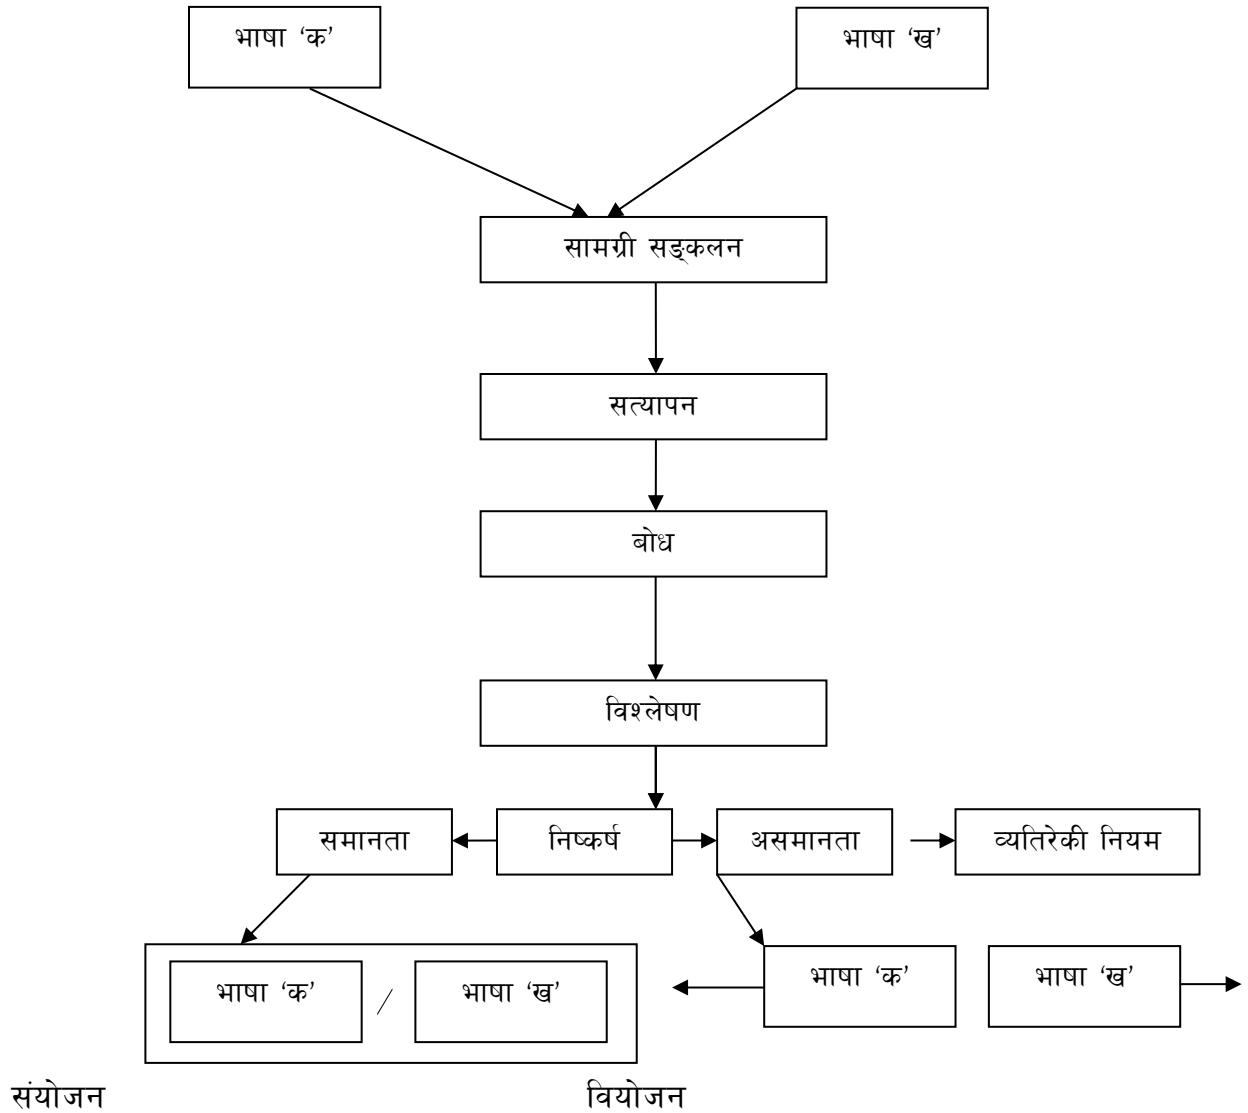 भाषा ‘क’
भाषा ‘ख’
सामग्री सङ्कलन
सत्यापन
बोध
विश्लेषण
समानता
निष्कर्ष
असमानता
व्यतिरेकी नियम
भाषा ‘क’
/
भाषा ‘ख’
भाषा ‘क’
भाषा ‘ख’
संयोजन
वियोजन